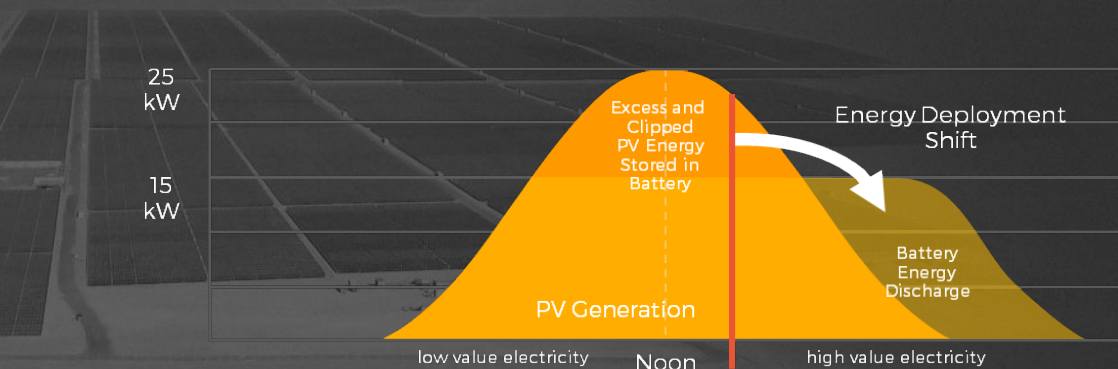 25
kW
Excess and
Clipped
PV Energy
Stored in
Battery
Energy Deployment
Shift
15
kW
Battery
Energy
Discharge
PV Generation
low value electricity
Noon
high value electricity